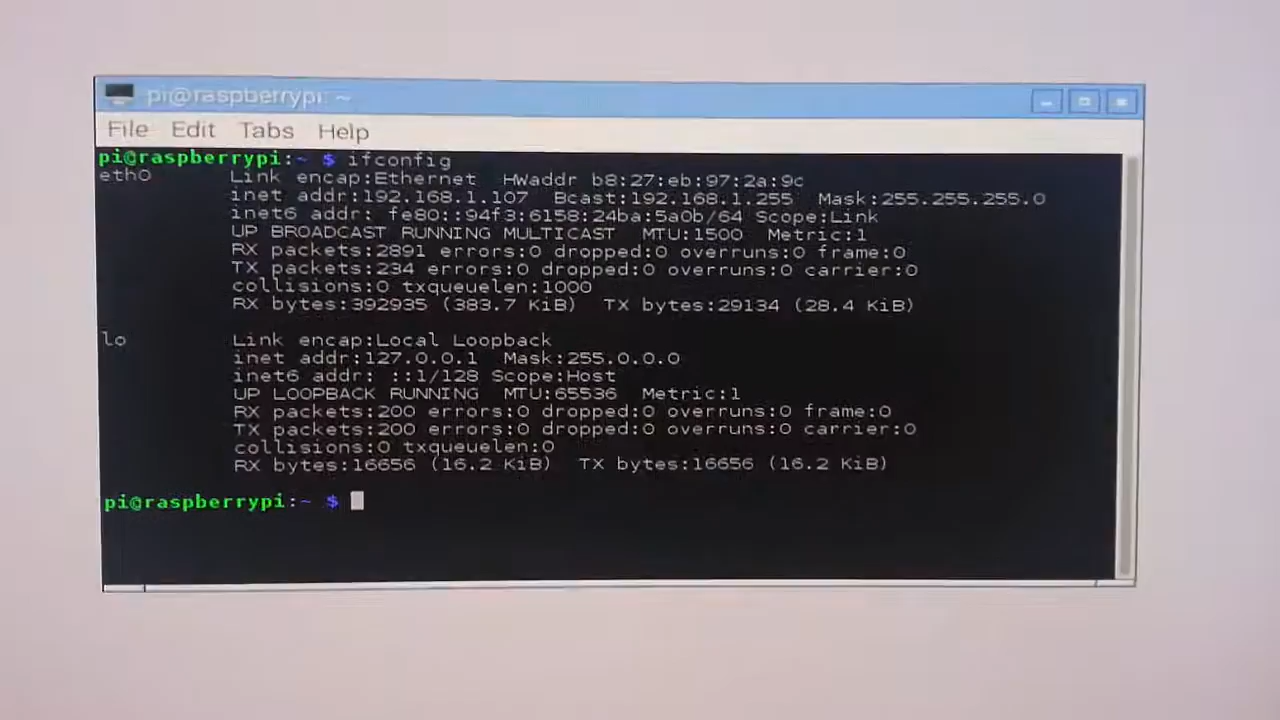 pi@raspberrypi: ~
File Edit Tabs Help
pi@raspberrypi:~ $ ifconfig
eth0 Link encap:Ethernet HWaddr b8:27:eb:97:2a:9c
inet addr:192.168.1.107 Bcast:192.168.1.255 Mask:255.255.255.0
inet6 addr: fe80::94f3:6158:24ba:5a0b/64 Scope:Link
UP BROADCAST RUNNING MULTICAST MTU:1500 Metric:1
RX packets:2891 errors:0 dropped:0 overruns:0 frame:0
TX packets:234 errors:0 dropped:0 overruns:0 carrier:0
collisions:0 txqueuelen:1000
RX bytes:392935 (383.7 KiB) TX bytes:29134 (28.4 KiB)
lo Link encap:Local Loopback
inet addr:127.0.0.1 Mask:255.0.0.0
inet6 addr: ::1/128 Scope:Host
UP LOOPBACK RUNNING MTU:65536 Metric:1
RX packets:200 errors:0 dropped:0 overruns:0 frame:0
TX packets:200 errors:0 dropped:0 overruns:0 carrier:0
collisions:0 txqueuelen:0
RX bytes:16656 (16.2 KiB) TX bytes:16656 (16.2 KiB)
pi@raspberrypi:~ $